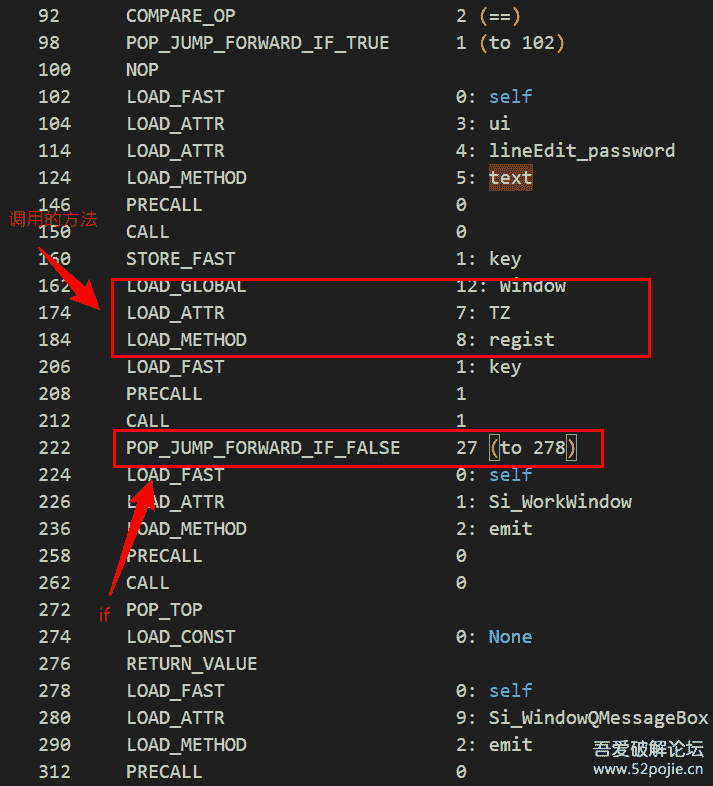 92 COMPARE_OP 2 (==)
98 POP_JUMP_FORWARD_IF_TRUE 1 (to 102)
100 NOP
102 LOAD_FAST 0: self
104 LOAD_ATTR 3: ui
114 LOAD_ATTR 4: lineEdit_password
124 LOAD_METHOD 5: text
146 PRECALL 0
调用的方法
150 CALL 0
160 STORE_FAST 1: key
162 LOAD_GLOBAL 12: Window
174 LOAD_ATTR 7: TZ
184 LOAD_METHOD 8: regist
206 LOAD_FAST 1: key
208 PRECALL 1
212 CALL 1
222 POP_JUMP_FORWARD_IF_FALSE 27 (to 278)
224 LOAD_FAST 0: self
226 LOAD_ATTR 1: Si_WorkWindow
236 LOAD_METHOD 2: emit
258 PRECALL 0
262 CALL 0
272 POP_TOP
if
274 LOAD_CONST 0: None
276 RETURN_VALUE
278 LOAD_FAST 0: self
280 LOAD_ATTR 9: Si_WindowQMessageBox
290 LOAD_METHOD 2: emit
吾爱破解论坛
312 PRECALL 0
www.52pojie.cn